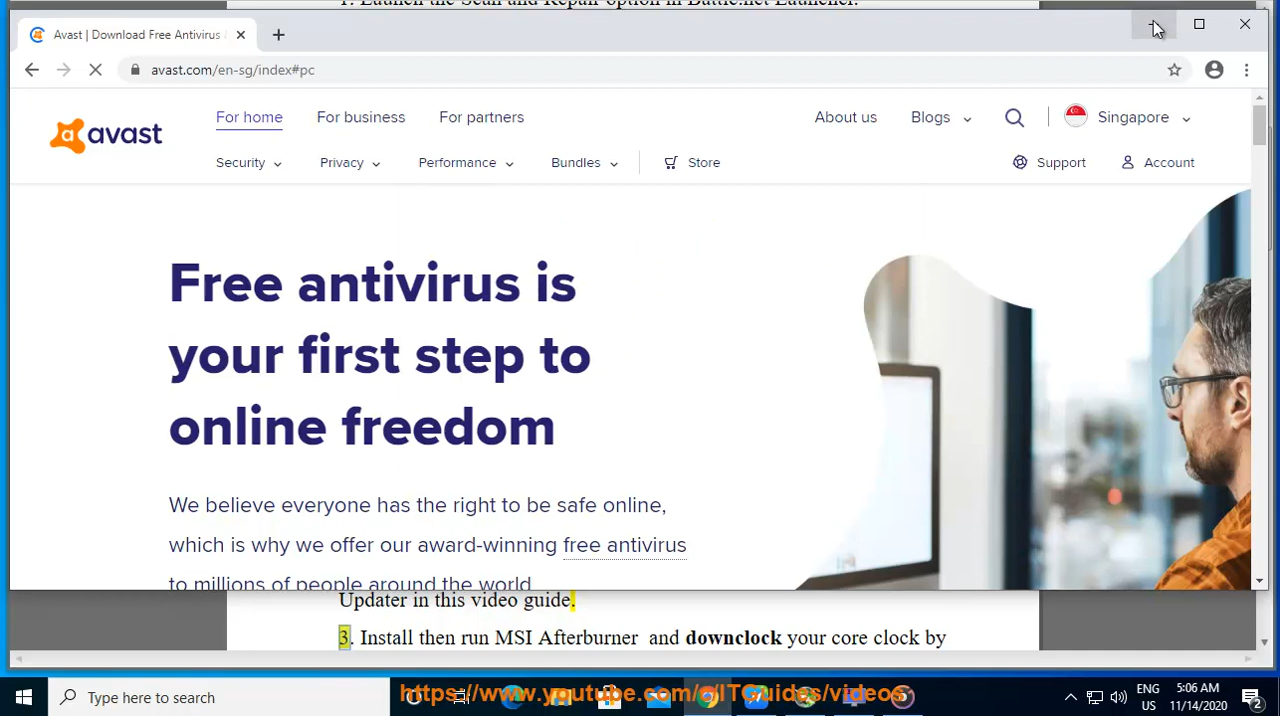 1. Launch the Scan and Repair option in Battle.net Launcher.
Avast | Download Free Antivirus &
avast.com/en-sg/index#pc
avast
For home For business For partners About us Blogs Singapore
Security Privacy Performance Bundles Store Support Account
Free antivirus is
your first step to
online freedom
We believe everyone has the right to be safe online,
which is why we offer our award-winning free antivirus
to millions of people around the world
Updater in this video guide.
3. Install then run MSI Afterburner and downclock your core clock by
Type here to search
https://www.youtube.com/c/ITGuides/videos
ENG
US
5:06 AM
11/14/2020
2